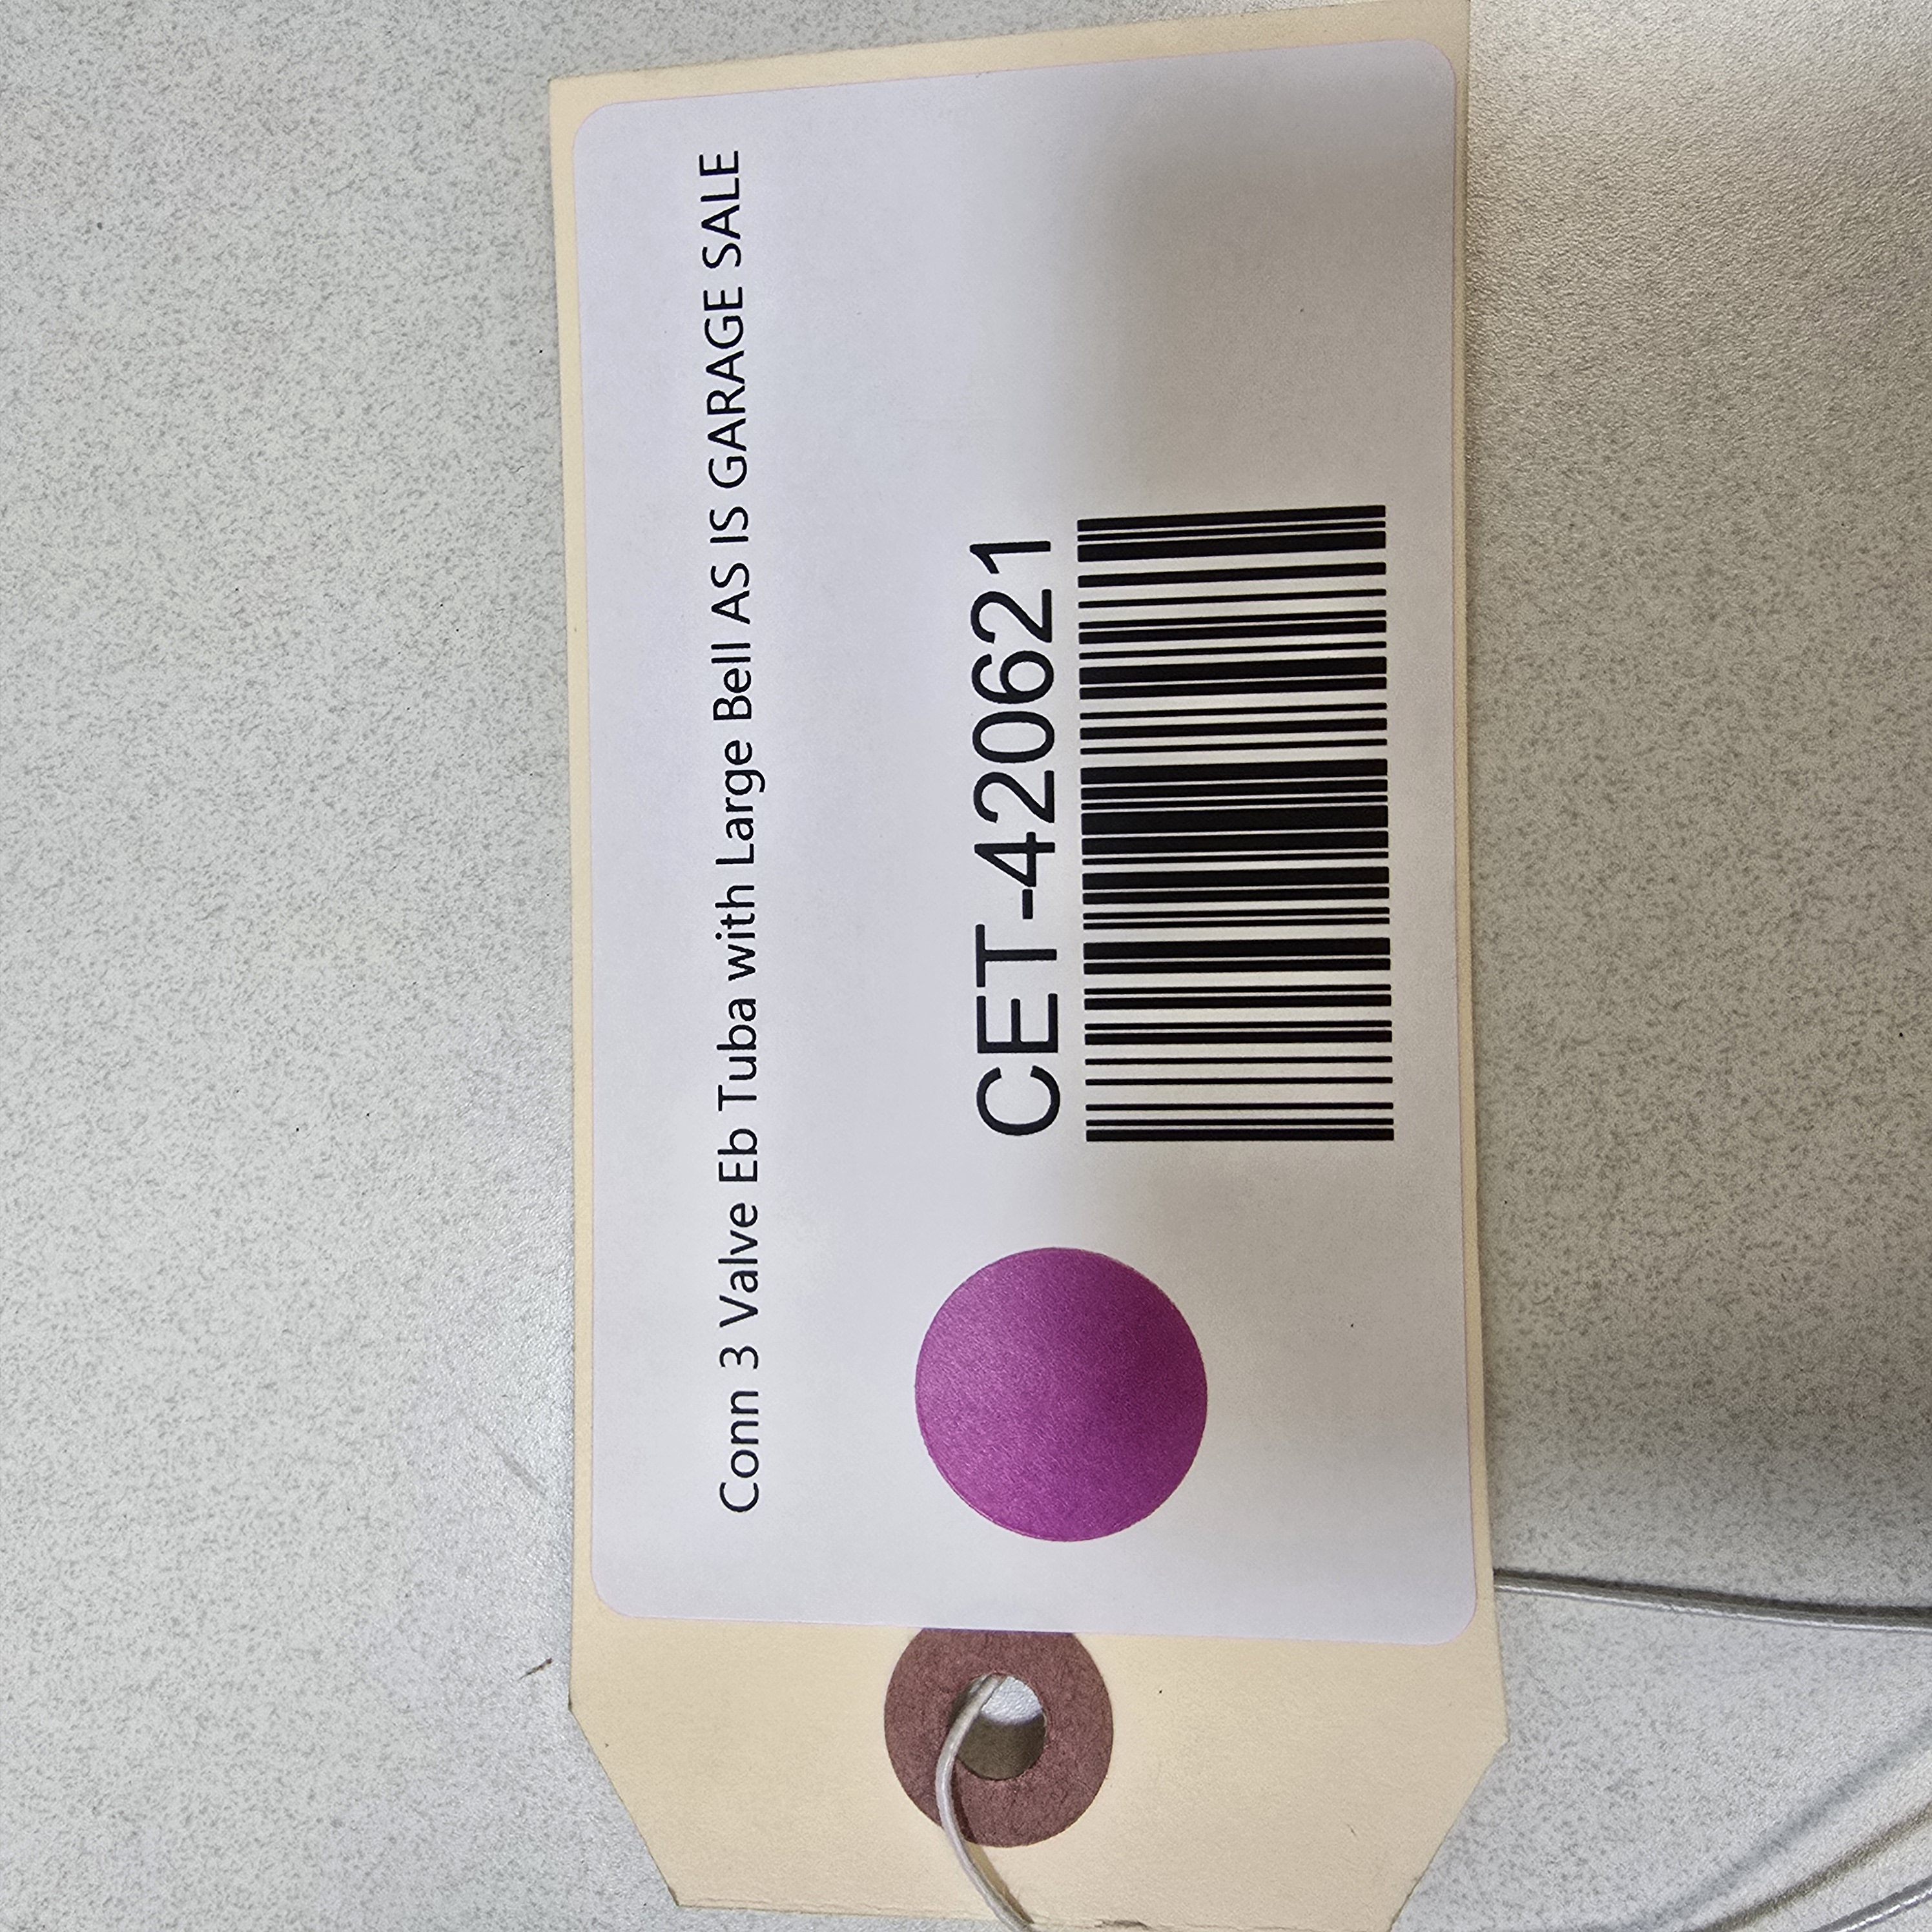 Conn 3 Valve Eb Tuba with Large Bell AS IS GARAGE SALE
CET-420621